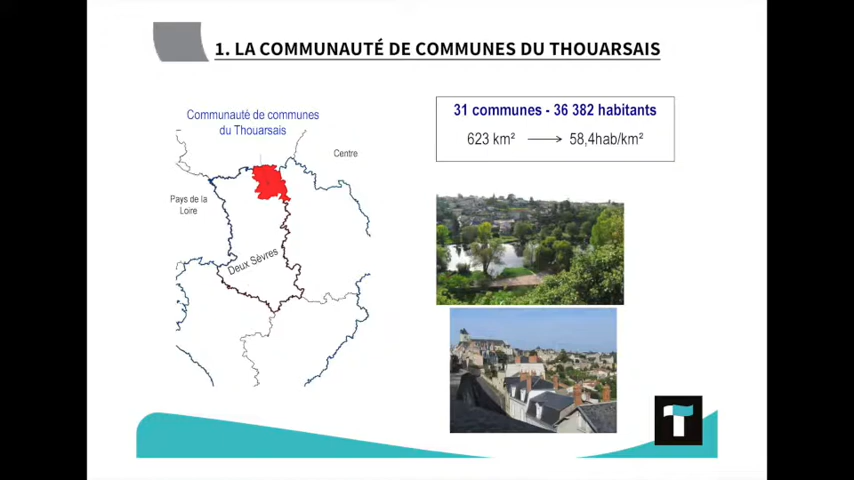 1. LA COMMUNAUTÉ DE COMMUNES DU THOUARSAIS
Communauté de communes
du Thouarsais
Centre
Pays de la
Loire
Deux Sèvres
31 communes - 36 382 habitants
623 km² → 58,4hab/km²
T